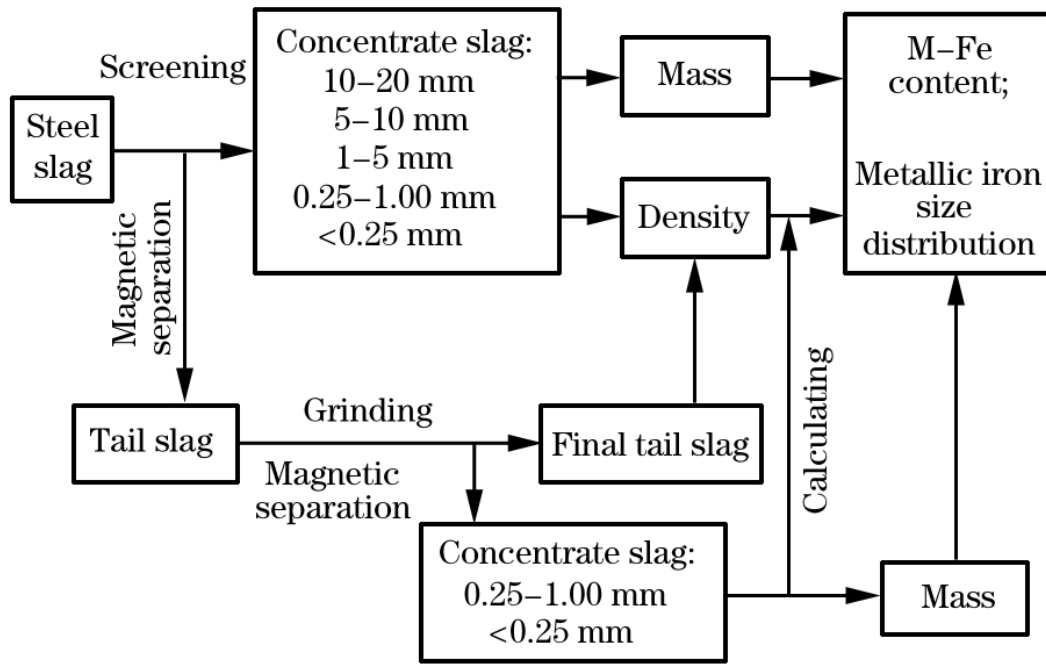 Screening
Steel
slag
Magnetic
separation
Concentrate slag:
10–20 mm
5–10 mm
1–5 mm
0.25–1.00 mm
<0.25 mm
Mass
Density
M–Fe
content;
Metallic iron
size
distribution
Tail slag
Grinding
Magnetic
separation
Final tail slag
Calculating
Concentrate slag:
0.25–1.00 mm
<0.25 mm
Mass